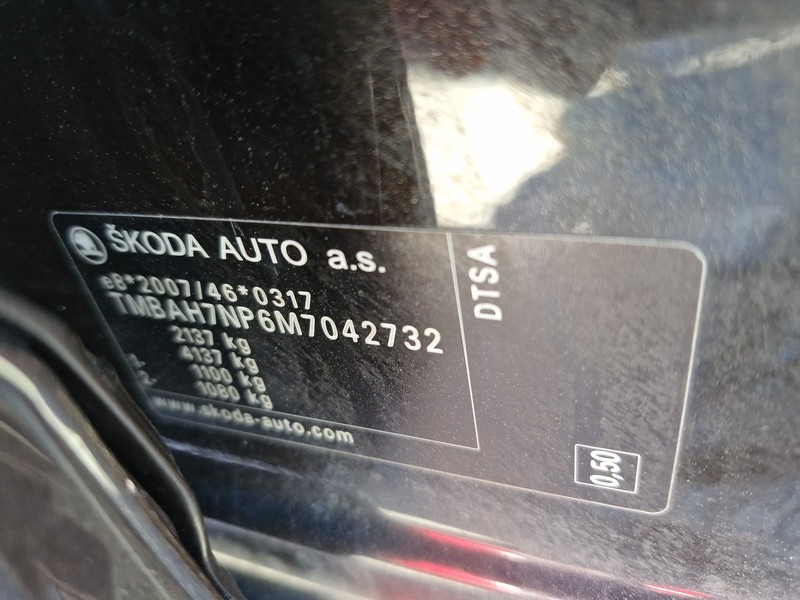 ŠKODA AUTO a.s.
e8*2007/46*0317
TMBAH7NP6M7042732
2137 kg
4137 kg
1100 kg
1080 kg
www.skoda-auto.com
DTSA
0,50